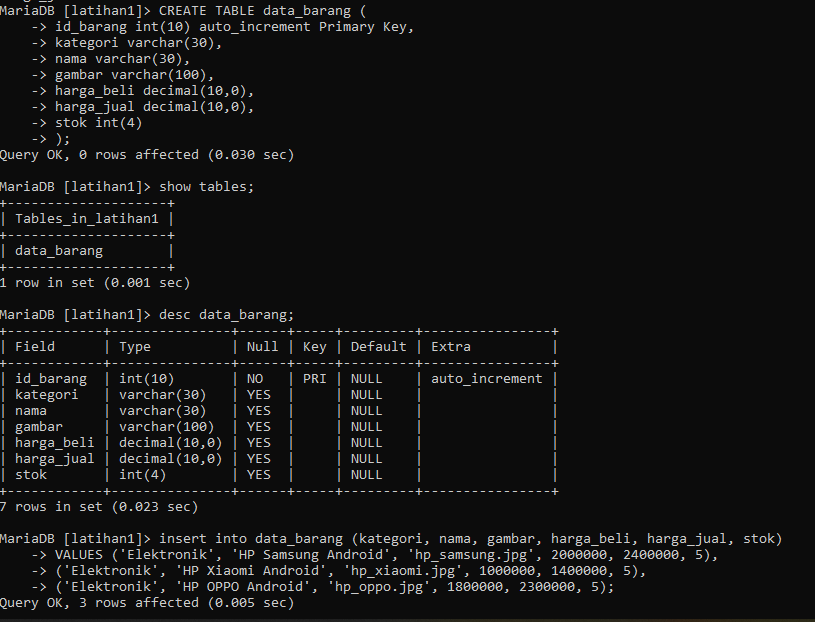 MariaDB [latihan1]> CREATE TABLE data_barang (
    -> id_barang int(10) auto_increment Primary Key,
    -> kategori varchar(30),
    -> nama varchar(30),
    -> gambar varchar(100),
    -> harga_beli decimal(10,0),
    -> harga_jual decimal(10,0),
    -> stok int(4)
    -> );
Query OK, 0 rows affected (0.030 sec)

MariaDB [latihan1]> show tables;
+--------------------+
| Tables_in_latihan1 |
+--------------------+
| data_barang        |
+--------------------+
1 row in set (0.001 sec)

MariaDB [latihan1]> desc data_barang;
+------------+---------------+------+-----+---------+----------------+
| Field      | Type          | Null | Key | Default | Extra          |
+------------+---------------+------+-----+---------+----------------+
| id_barang  | int(10)       | NO   | PRI | NULL    | auto_increment |
| kategori   | varchar(30)   | YES  |     | NULL    |                |
| nama       | varchar(30)   | YES  |     | NULL    |                |
| gambar     | varchar(100)  | YES  |     | NULL    |                |
| harga_beli | decimal(10,0) | YES  |     | NULL    |                |
| harga_jual | decimal(10,0) | YES  |     | NULL    |                |
| stok       | int(4)        | YES  |     | NULL    |                |
+------------+---------------+------+-----+---------+----------------+
7 rows in set (0.023 sec)

MariaDB [latihan1]> insert into data_barang (kategori, nama, gambar, harga_beli, harga_jual, stok)
    -> VALUES ('Elektronik', 'HP Samsung Android', 'hp_samsung.jpg', 2000000, 2400000, 5),
    -> ('Elektronik', 'HP Xiaomi Android', 'hp_xiaomi.jpg', 1000000, 1400000, 5),
    -> ('Elektronik', 'HP OPPO Android', 'hp_oppo.jpg', 1800000, 2300000, 5);
Query OK, 3 rows affected (0.005 sec)